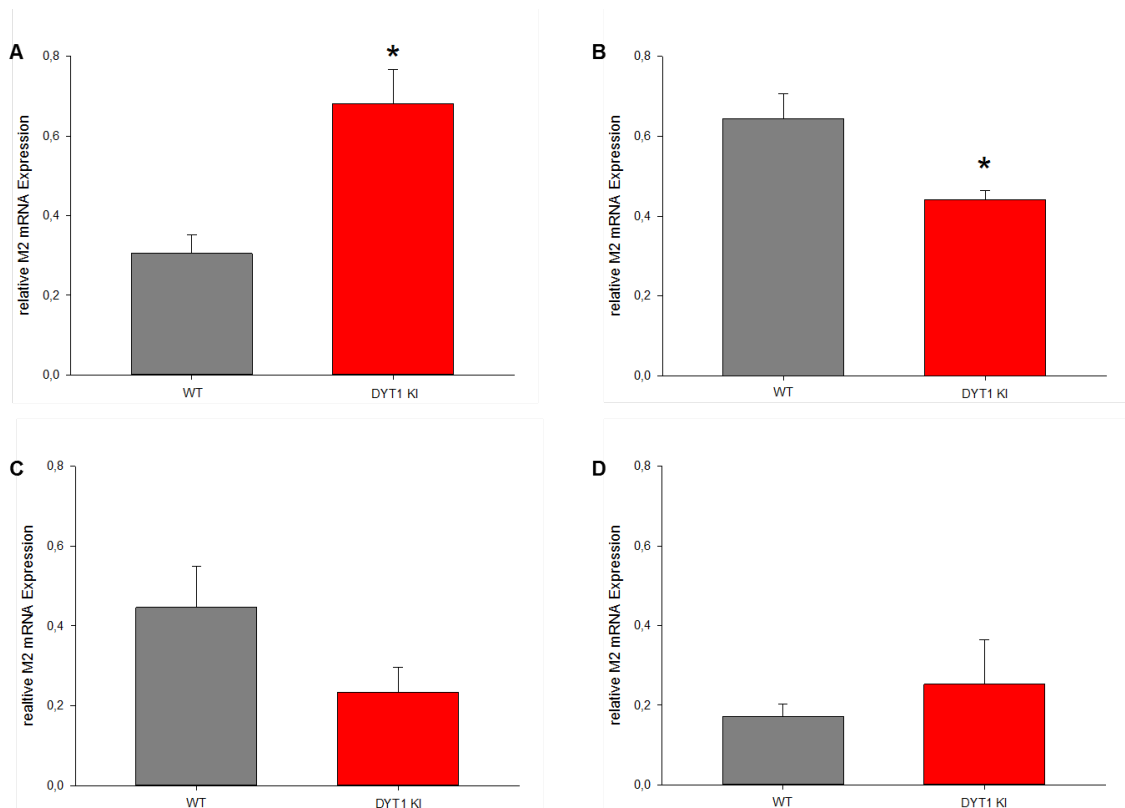 A
relative M2 mRNA Expression
0,8
0,6
0,4
0,2
0,0
*
WT
DYT1 KI
B
relative M2 mRNA Expression
0,8
0,6
0,4
0,2
0,0
*
WT
DYT1 KI
C
realtive M2 mRNA Expression
0,8
0,6
0,4
0,2
0,0
WT
DYT1 KI
D
relative M2 mRNA Expression
0,8
0,6
0,4
0,2
0,0
WT
DYT1 KI